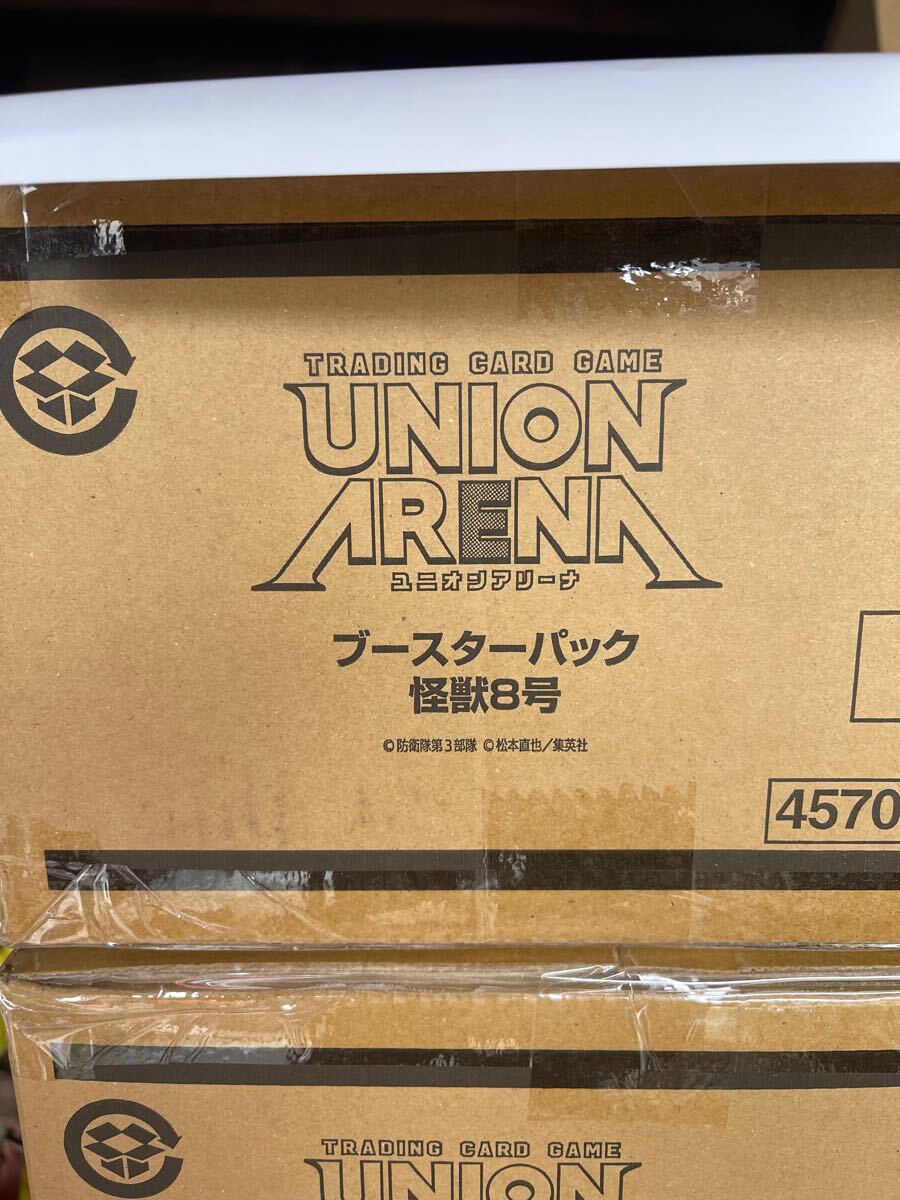 TRADING CARD GAME
UNION
ARENA
ユニオンアリーナ
ブースターパック
怪獣8号
©防衛隊第3部隊 ©松本直也/集英社
4570
TRADING CARD GAME
UNION